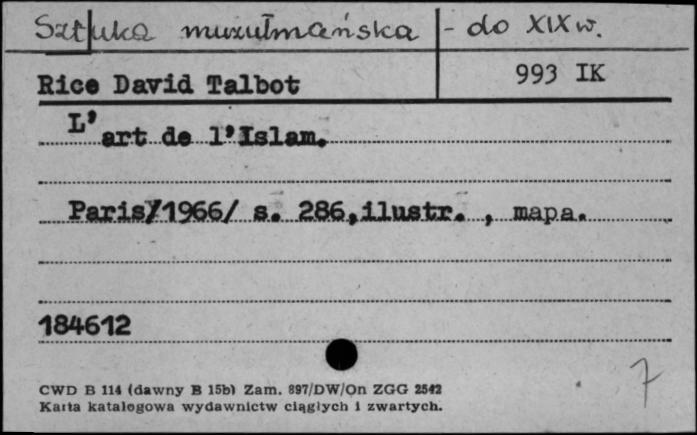 Sztuka muzułmańska - do XIX w.
Rice David Talbot 993 IK
L'art de l'Islam.
Paris/1966/ s. 286,ilustr. , mapa.
184612
7
CWD B 114 (dawny B 15b) Zam. 897/DW/On ZGG 2542
Karta katalogowa wydawnictw ciągłych i zwartych.